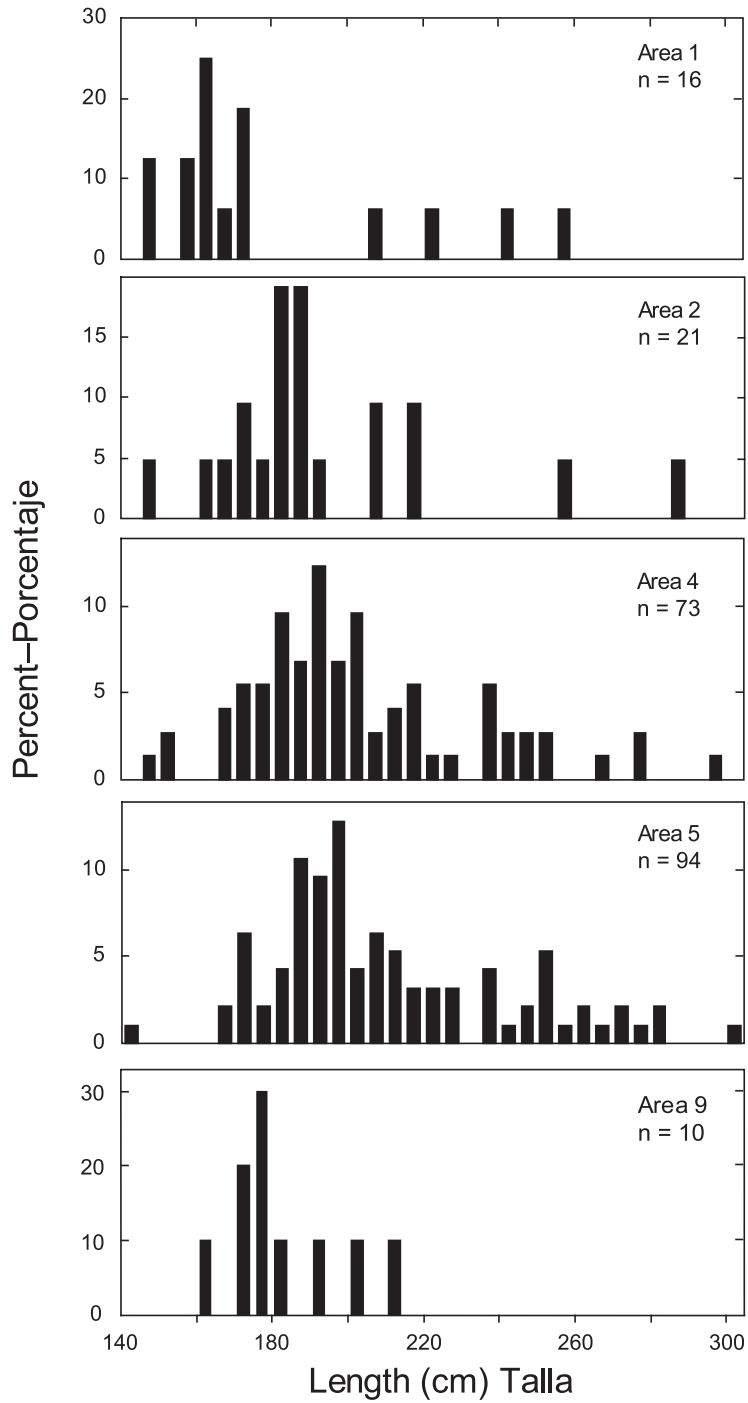 30
20
10
0
Area 1
n = 16
15
10
5
0
Area 2
n = 21
10
5
0
Area 4
n = 73
10
5
0
Area 5
n = 94
30
20
10
0
Area 9
n = 10
140 180 220 260 300
Length (cm) Talla
Percent–Porcentaje